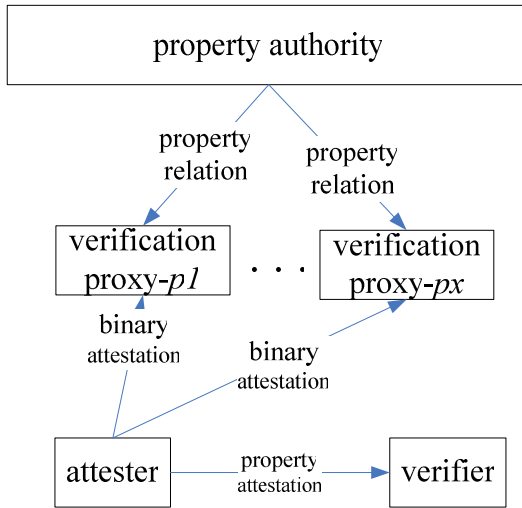 property authority
property
relation
property
relation
verification
proxy-p1
. . .
verification
proxy-px
binary
attestation
binary
attestation
attester
property
attestation
verifier